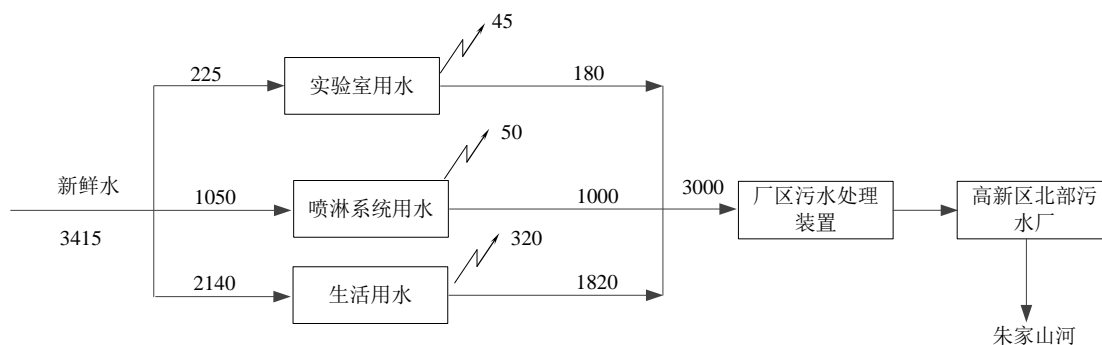 45
225
实验室用水
180
50
新鲜水
1050
喷淋系统用水
1000
3000
厂区污水处理
装置
高新区北部污
水厂
3415
320
2140
生活用水
1820
朱家山河